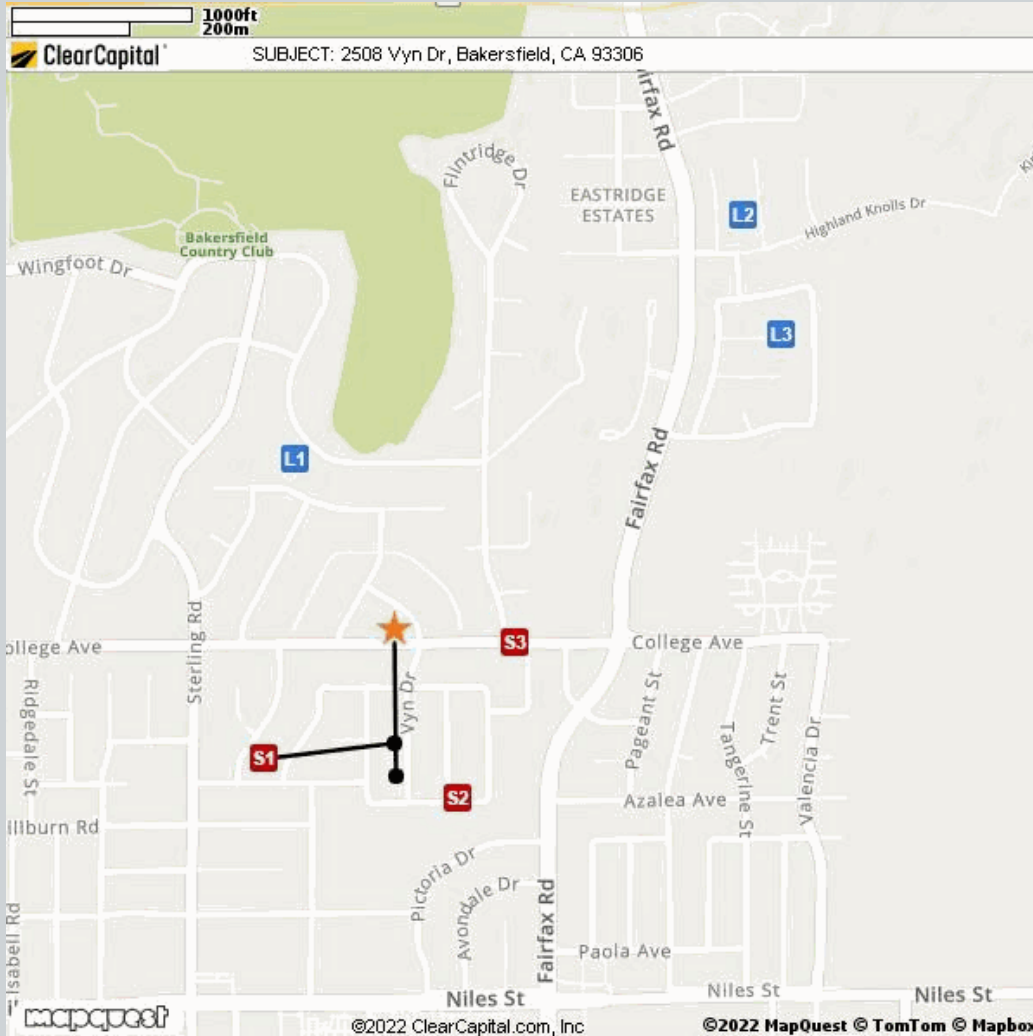 1000ft
200m
ClearCapital
SUBJECT: 2508 Vyn Dr, Bakersfield, CA 93306
irfax Rd
Flintridge Dr
EASTRIDGE
ESTATES
L2
Highland Knolls Dr
Bakersfield
Country Club
Wingfoot Dr
L3
L1
Fairfax Rd
Sterling Rd
ollege Ave
S3
College Ave
Ridgedale St
Vyn Dr
Pageant St
Trent St
Tangerine St
Valencia Dr
S1
S2
Azalea Ave
illburn Rd
Pictoria Dr
Avondale Dr
Fairfax Rd
Isabell Rd
Paola Ave
Niles St
Niles St
Niles St
mapquest
©2022 ClearCapital.com, Inc
©2022 MapQuest © TomTom © Mapbox